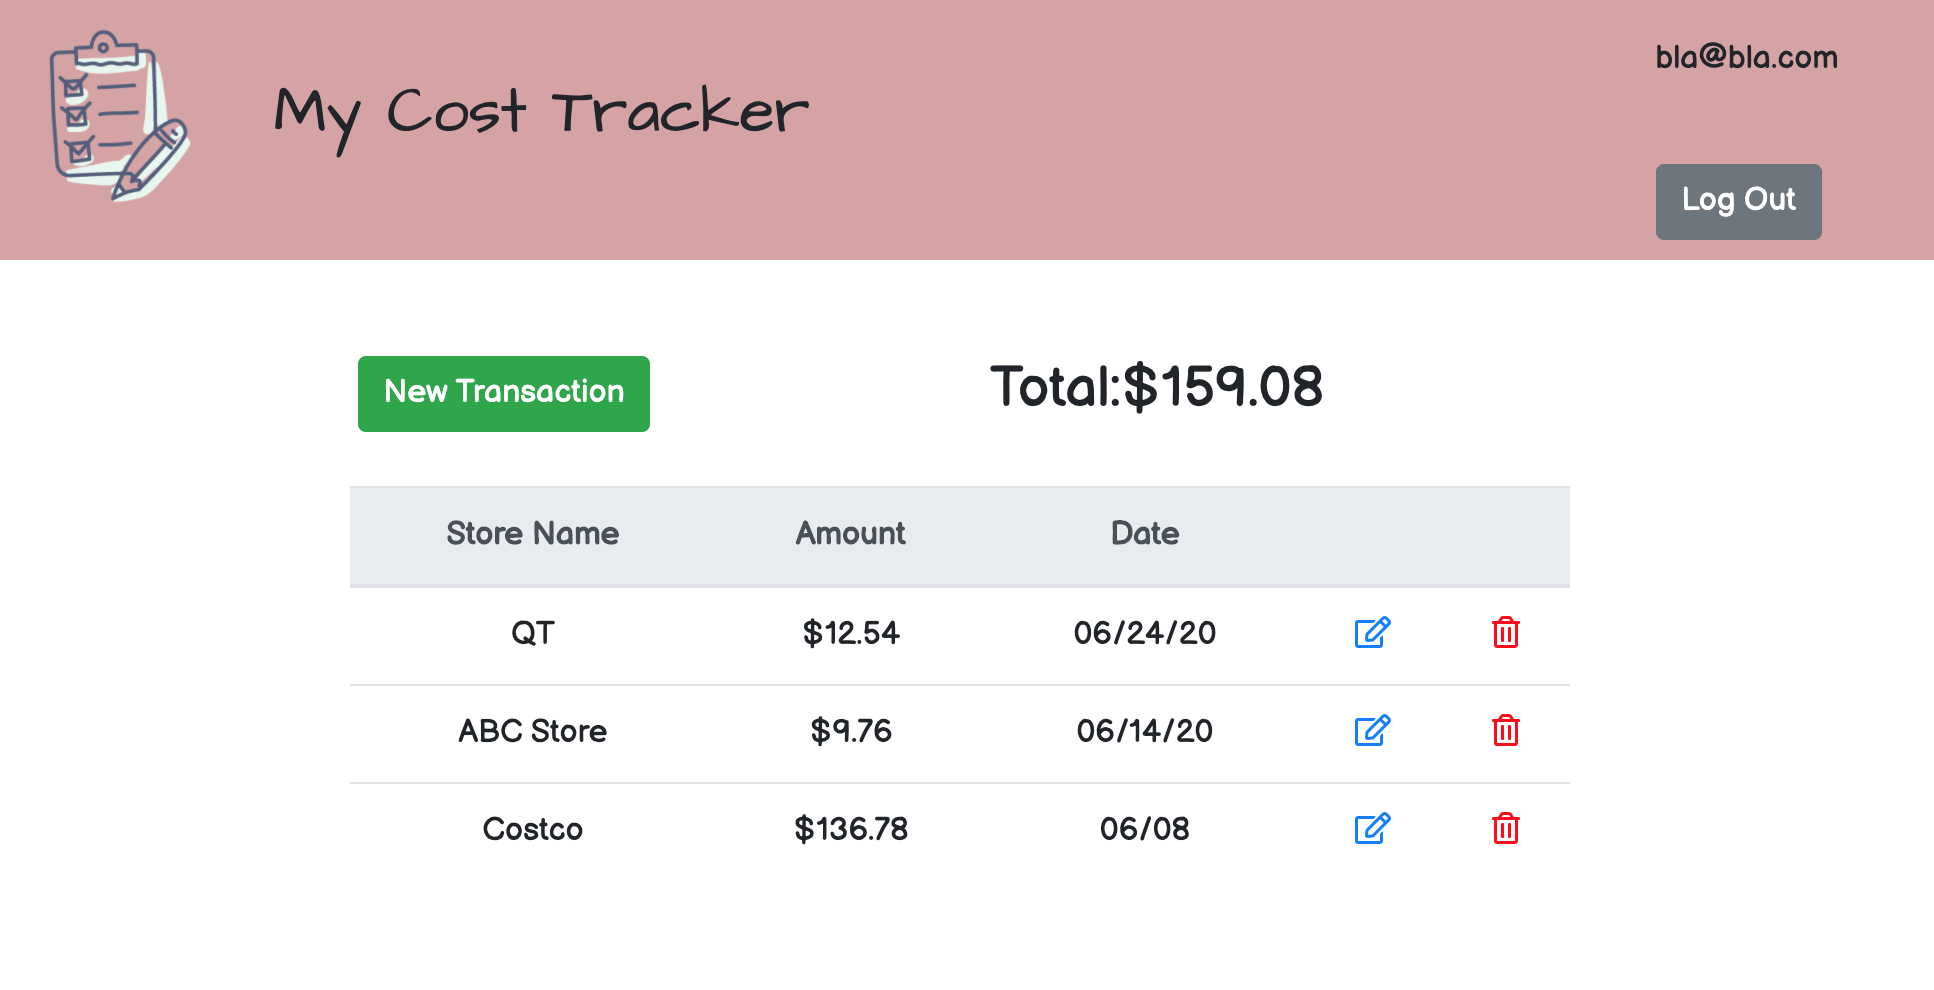 bla@bla.com
My Cost Tracker
Log Out
New Transaction
Total:$159.08
Store Name Amount Date
QT $12.54 06/24/20
ABC Store $9.76 06/14/20
Costco $136.78 06/08